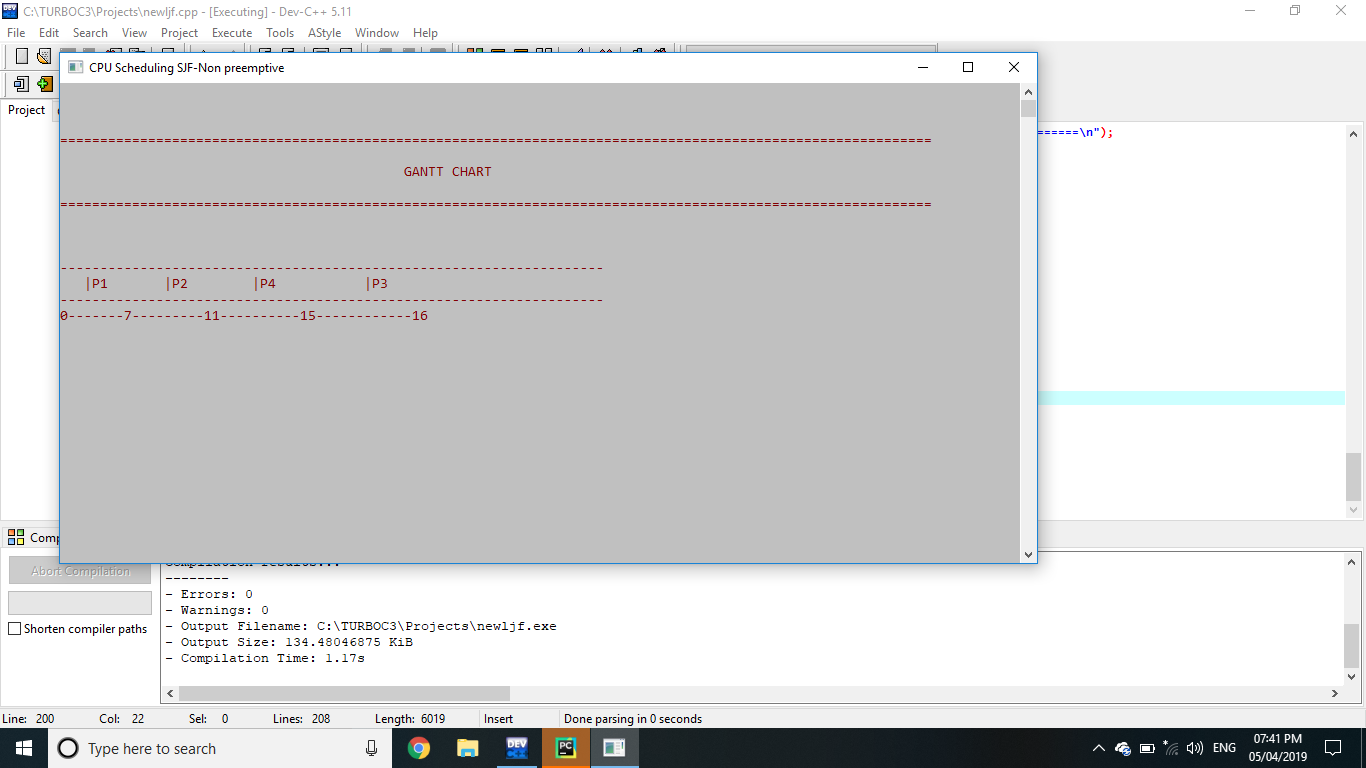 C:\TURBOC3\Projects\newljf.cpp - [Executing] - Dev-C++ 5.11
File Edit Search View Project Execute Tools AStyle Window Help
CPU Scheduling SJF-Non preemptive
Project
======\n");
=============================================================================================================
GANTT CHART
=============================================================================================================
--------------------------------------------------------------------
|P1 |P2 |P4 |P3
--------------------------------------------------------------------
0-------7---------11----------15------------16
Abort Compilation
Shorten compiler paths
Compilation results...
--------
- Errors: 0
- Warnings: 0
- Output Filename: C:\TURBOC3\Projects\newljf.exe
- Output Size: 134.48046875 KiB
- Compilation Time: 1.17s
Line: 200 Col: 22 Sel: 0 Lines: 208 Length: 6019 Insert Done parsing in 0 seconds
Type here to search
DEV
PC
ENG
07:41 PM
05/04/2019